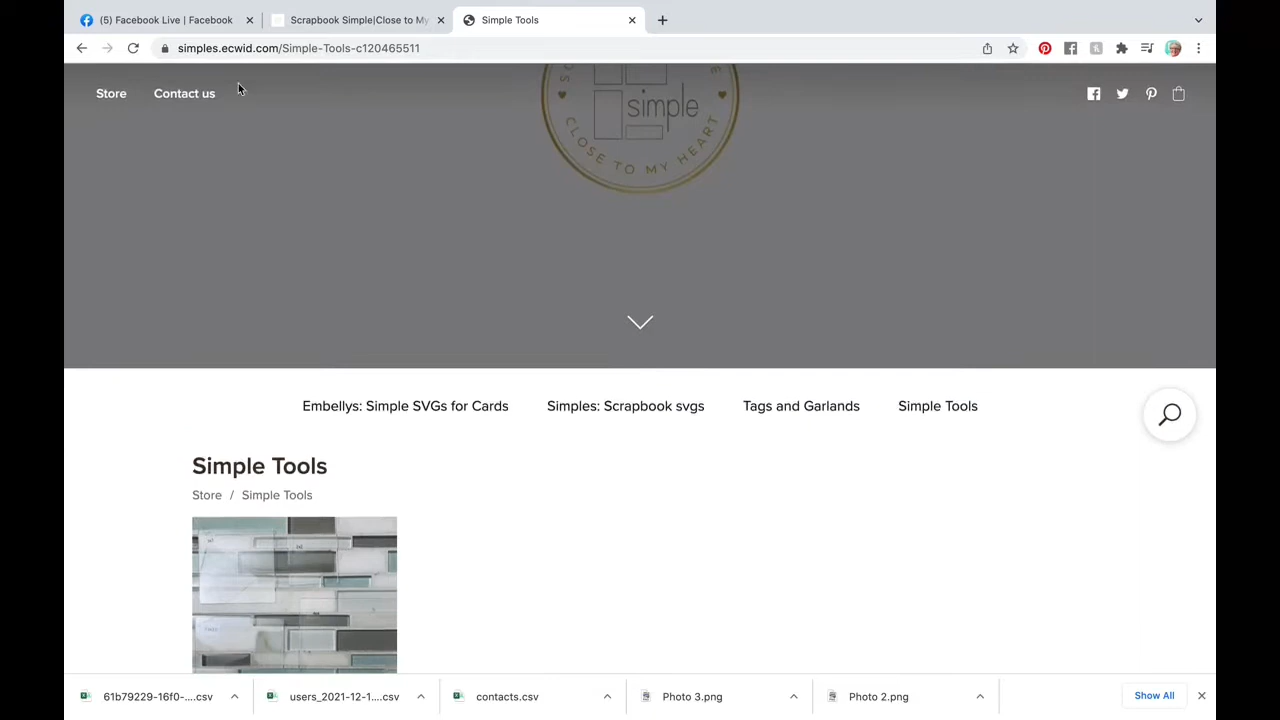 (5) Facebook Live | Facebook
Scrapbook Simple|Close to My
Simple Tools
simples.ecwid.com/Simple-Tools-c120465511
Store
Contact us
simple
CLOSE TO MY HEART
Embellys: Simple SVGs for Cards
Simples: Scrapbook svgs
Tags and Garlands
Simple Tools
Simple Tools
Store / Simple Tools
61b79229-16f0-....csv
users_2021-12-1....csv
contacts.csv
Photo 3.png
Photo 2.png
Show All